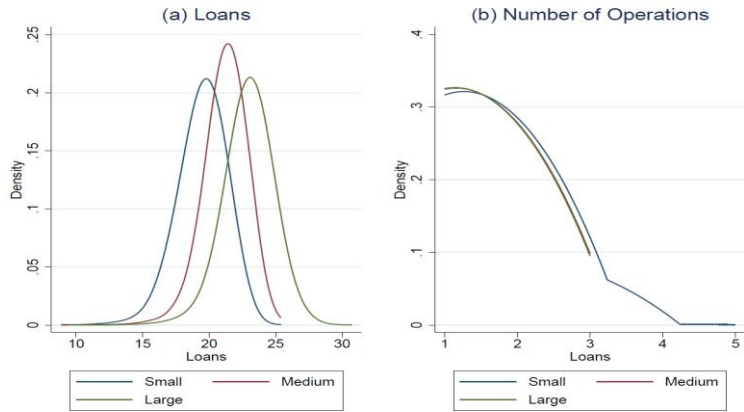 (a) Loans
.25
.2
.15
.1
.05
0
Density
10 15 20 25 30
Loans
Small Medium
Large
(b) Number of Operations
.4
.3
.2
.1
0
Density
1 2 3 4 5
Loans
Small Medium
Large